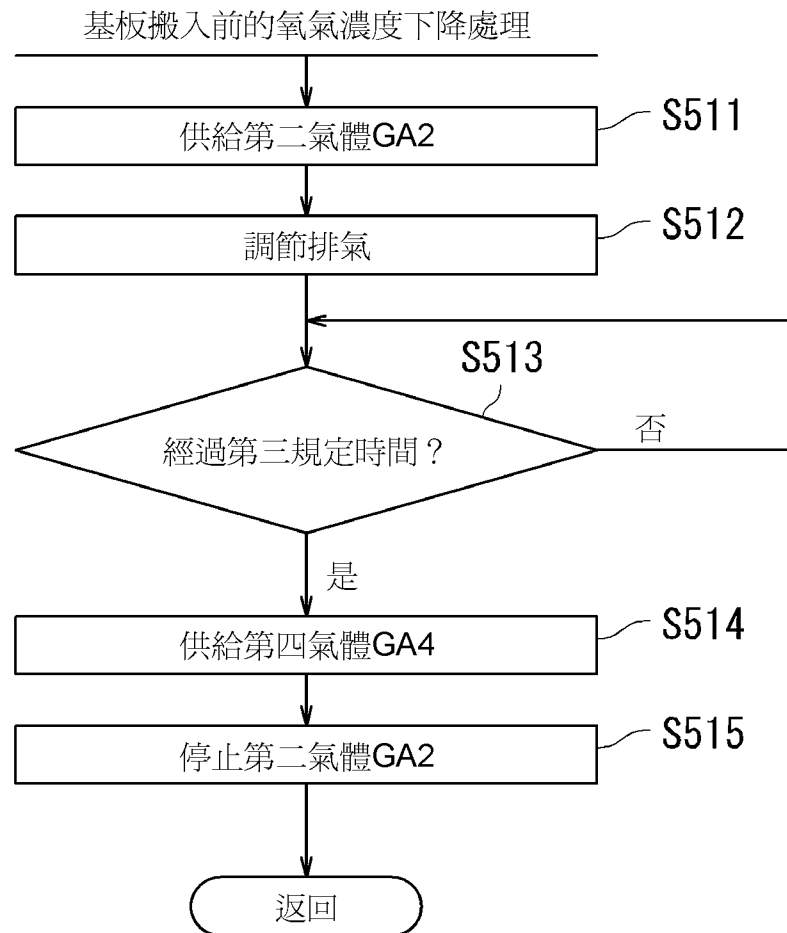 基板搬入前的氧氣濃度下降處理
供給第二氣體GA2
S511
調節排氣
S512
S513
經過第三規定時間？
否
是
供給第四氣體GA4
S514
停止第二氣體GA2
S515
返回